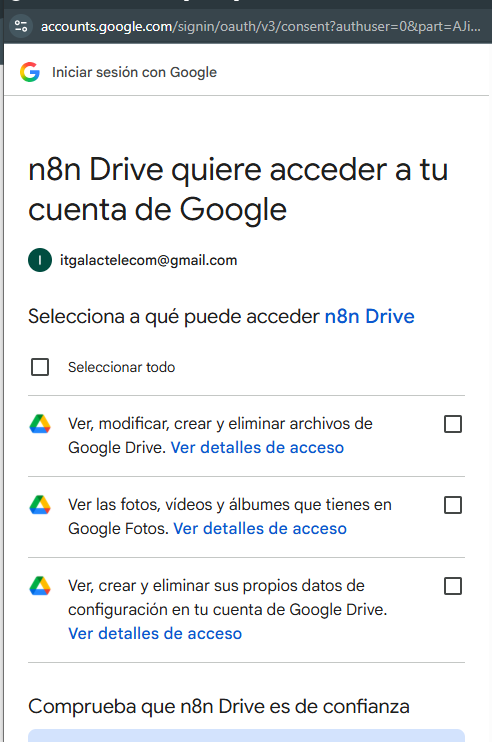 accounts.google.com/signin/oauth/v3/consent?authuser=0&part=AJi...
Iniciar sesión con Google
n8n Drive quiere acceder a tu
cuenta de Google
I
itgalactelecom@gmail.com
Selecciona a qué puede acceder n8n Drive
Seleccionar todo
Ver, modificar, crear y eliminar archivos de
Google Drive. Ver detalles de acceso
Ver las fotos, vídeos y álbumes que tienes en
Google Fotos. Ver detalles de acceso
Ver, crear y eliminar sus propios datos de
configuración en tu cuenta de Google Drive.
Ver detalles de acceso
Comprueba que n8n Drive es de confianza